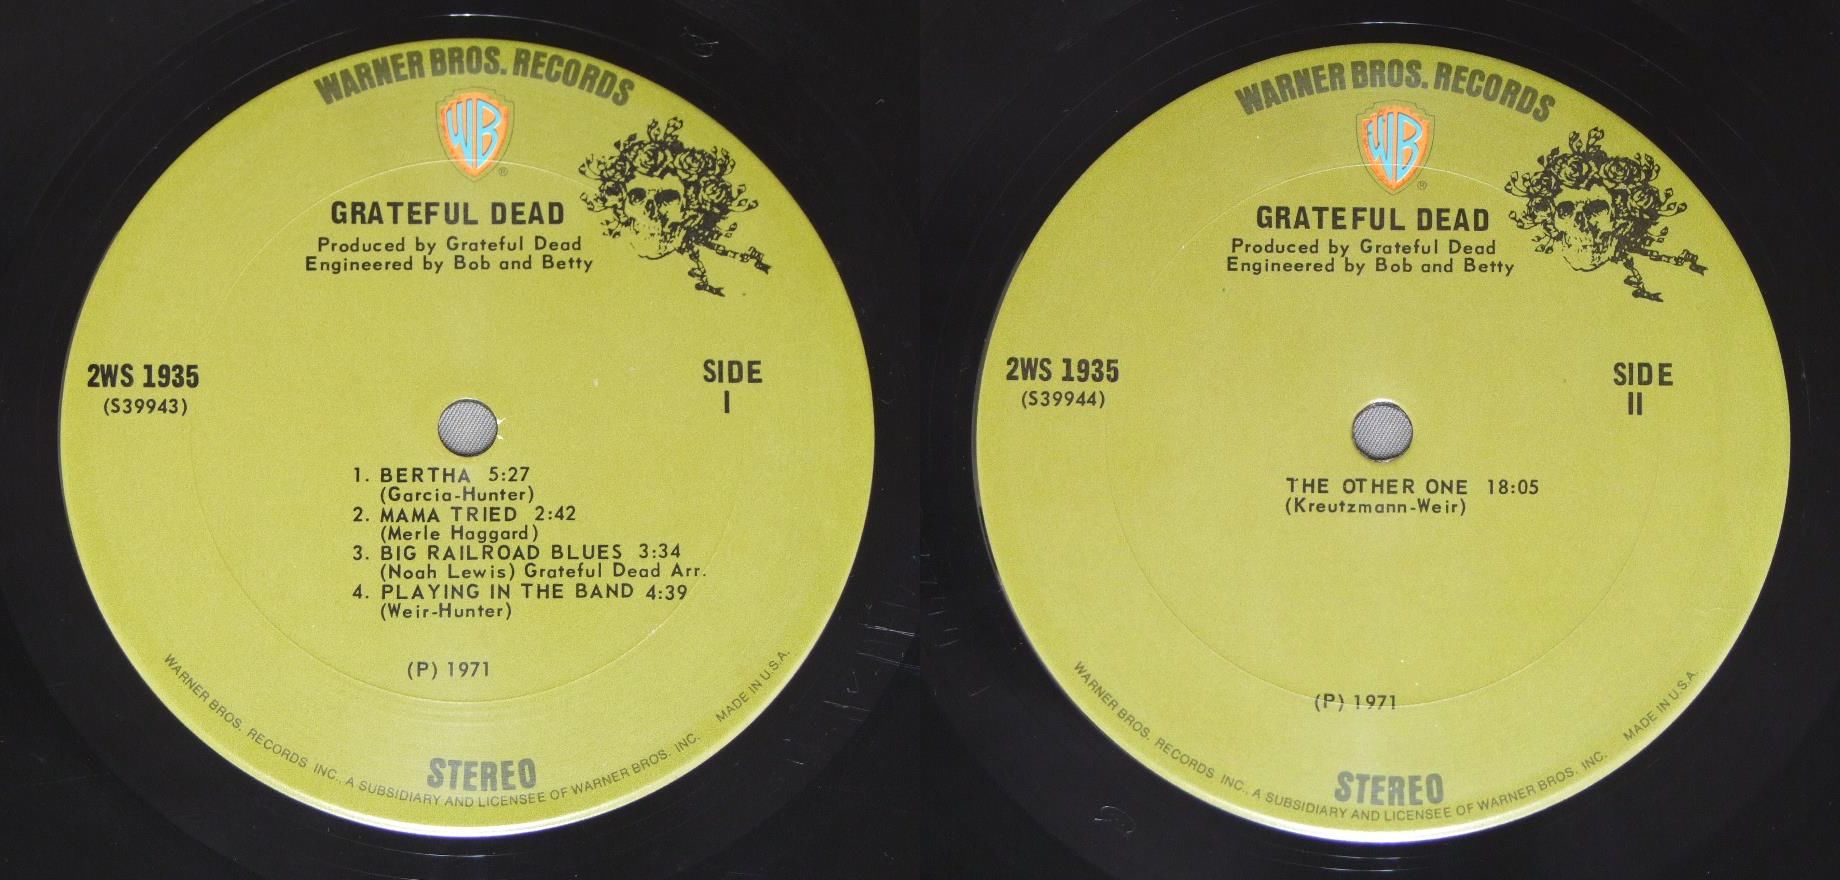 WARNER BROS. RECORDS
WB
®
GRATEFUL DEAD
Produced by Grateful Dead
Engineered by Bob and Betty
2WS 1935
(S39943)
SIDE
I
1. BERTHA 5:27
(Garcia-Hunter)
2. MAMA TRIED 2:42
(Merle Haggard)
3. BIG RAILROAD BLUES 3:34
(Noah Lewis) Grateful Dead Arr.
4. PLAYING IN THE BAND 4:39
(Weir-Hunter)
(P) 1971
STEREO
WARNER BROS. RECORDS INC., A SUBSIDIARY AND LICENSEE OF WARNER BROS. INC. MADE IN U.S.A.
WARNER BROS. RECORDS
WB
®
GRATEFUL DEAD
Produced by Grateful Dead
Engineered by Bob and Betty
2WS 1935
(S39944)
SIDE
II
THE OTHER ONE 18:05
(Kreutzmann-Weir)
(P) 1971
STEREO
WARNER BROS. RECORDS INC., A SUBSIDIARY AND LICENSEE OF WARNER BROS. INC. MADE IN U.S.A.